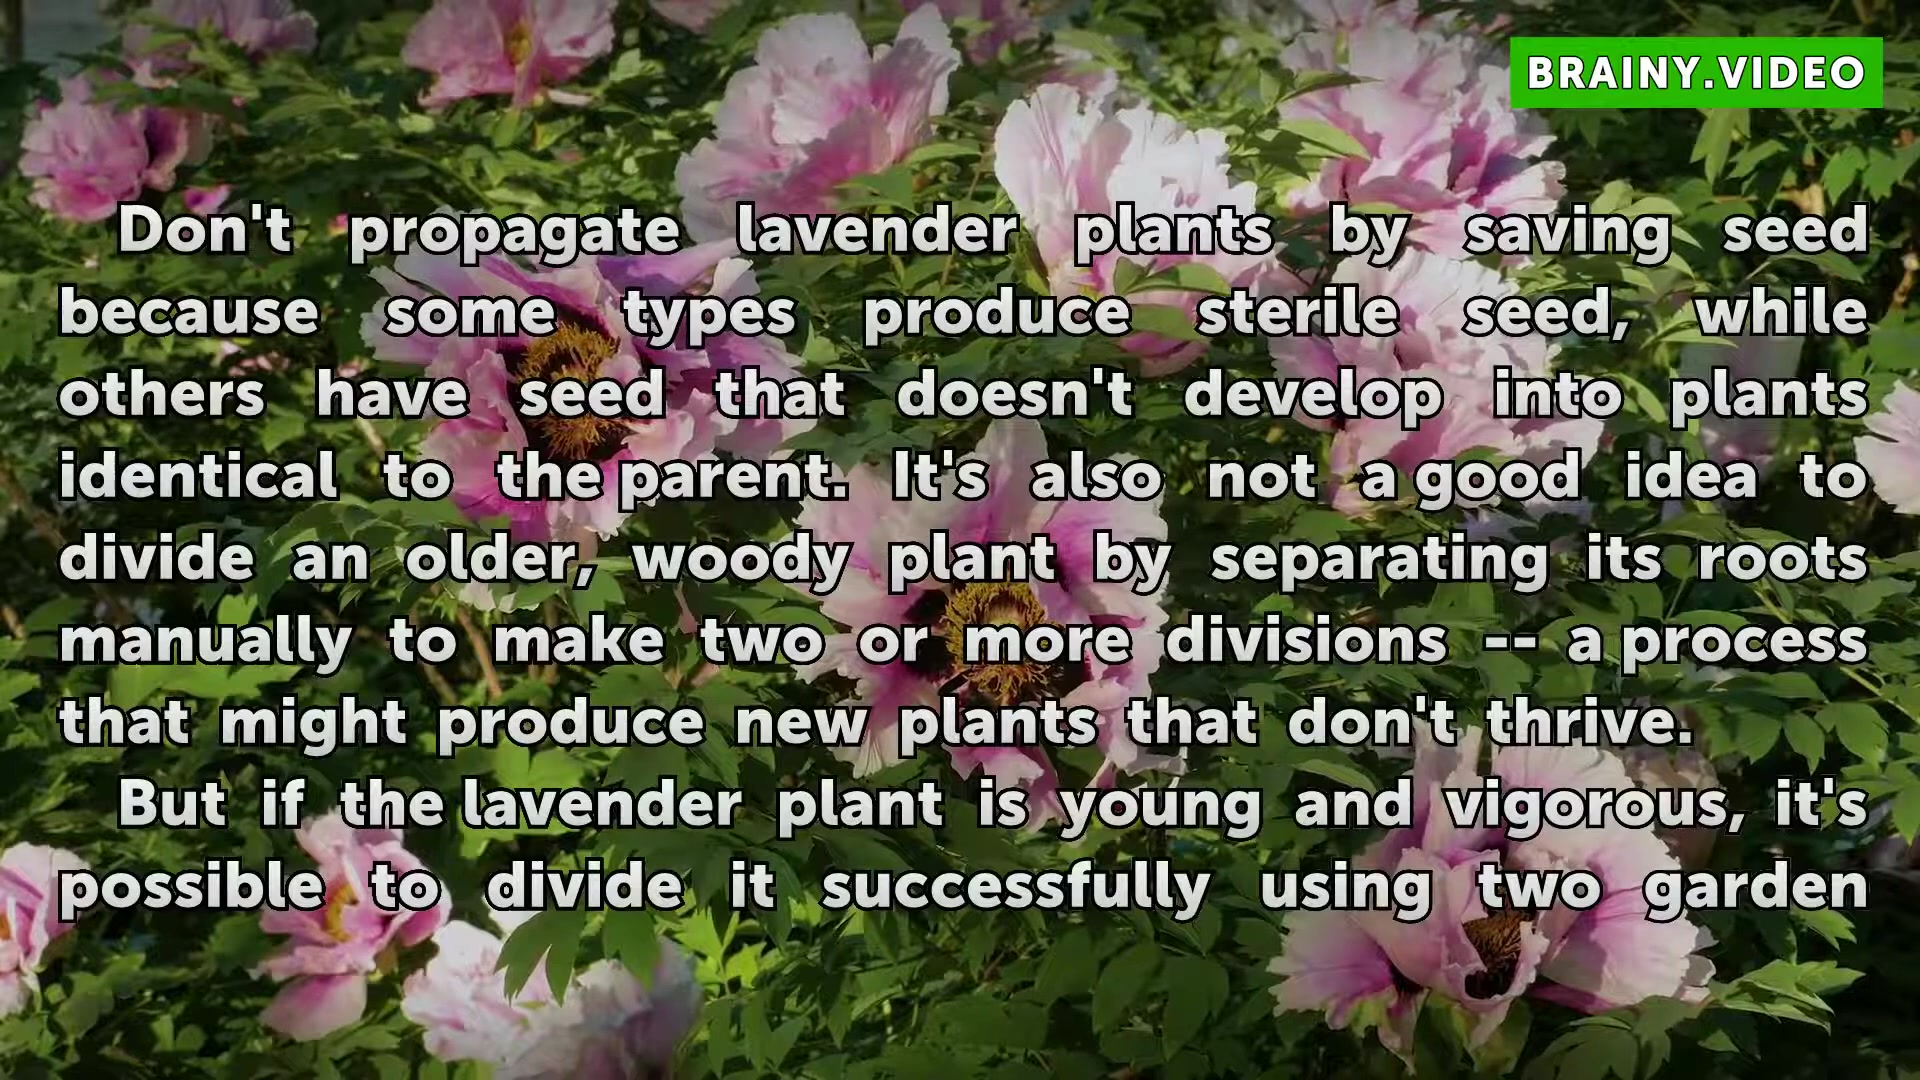 BRAINY.VIDEO
Don't propagate lavender plants by saving seed
because some types produce sterile seed, while
others have seed that doesn't develop into plants
identical to the parent. It's also not a good idea to
divide an older, woody plant by separating its roots
manually to make two or more divisions -- a process
that might produce new plants that don't thrive.
But if the lavender plant is young and vigorous, it's
possible to divide it successfully using two garden